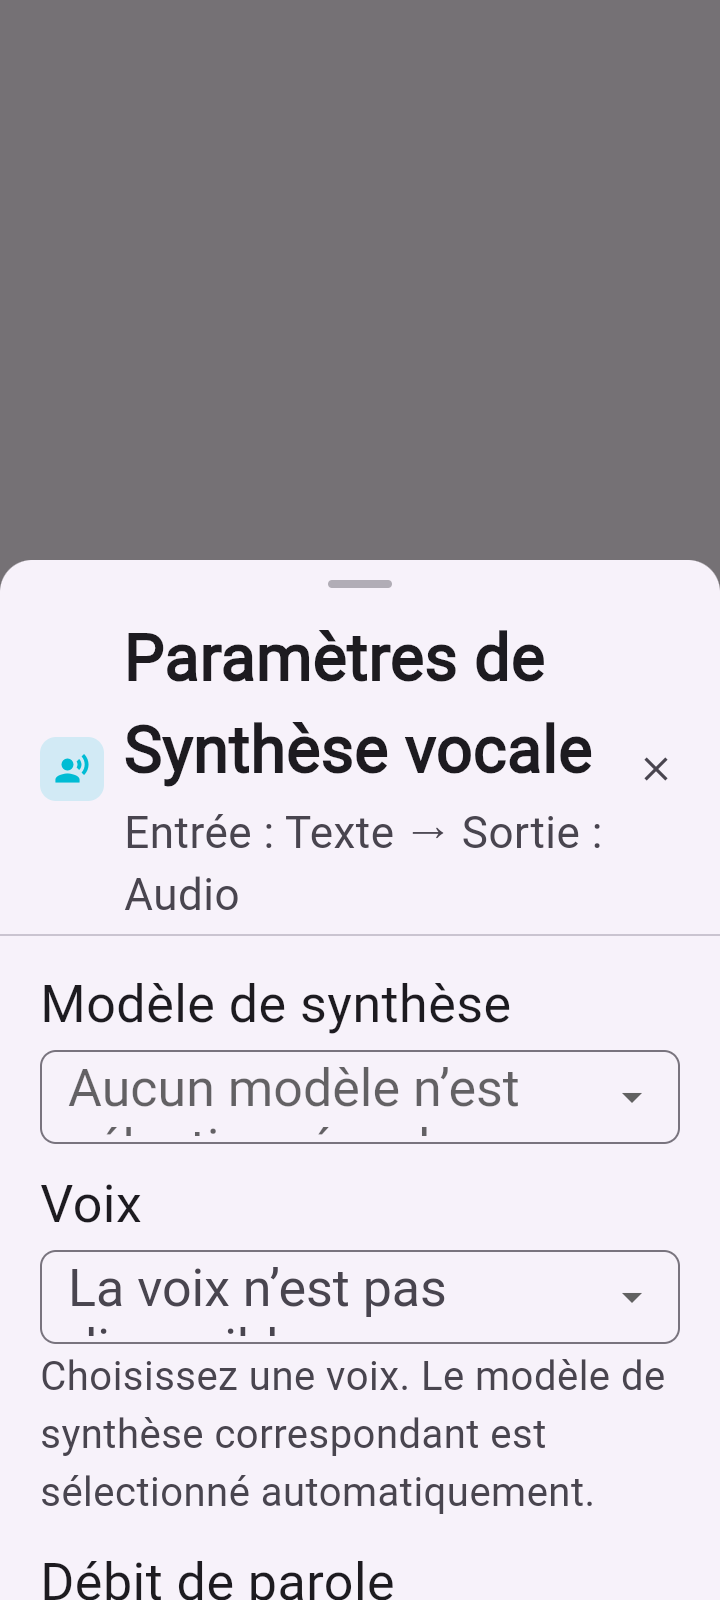 Paramètres de
Synthèse vocale
Entrée : Texte → Sortie :
Audio
Modèle de synthèse
Aucun modèle n’est
Voix
La voix n’est pas
Choisissez une voix. Le modèle de
synthèse correspondant est
sélectionné automatiquement.
Débit de parole